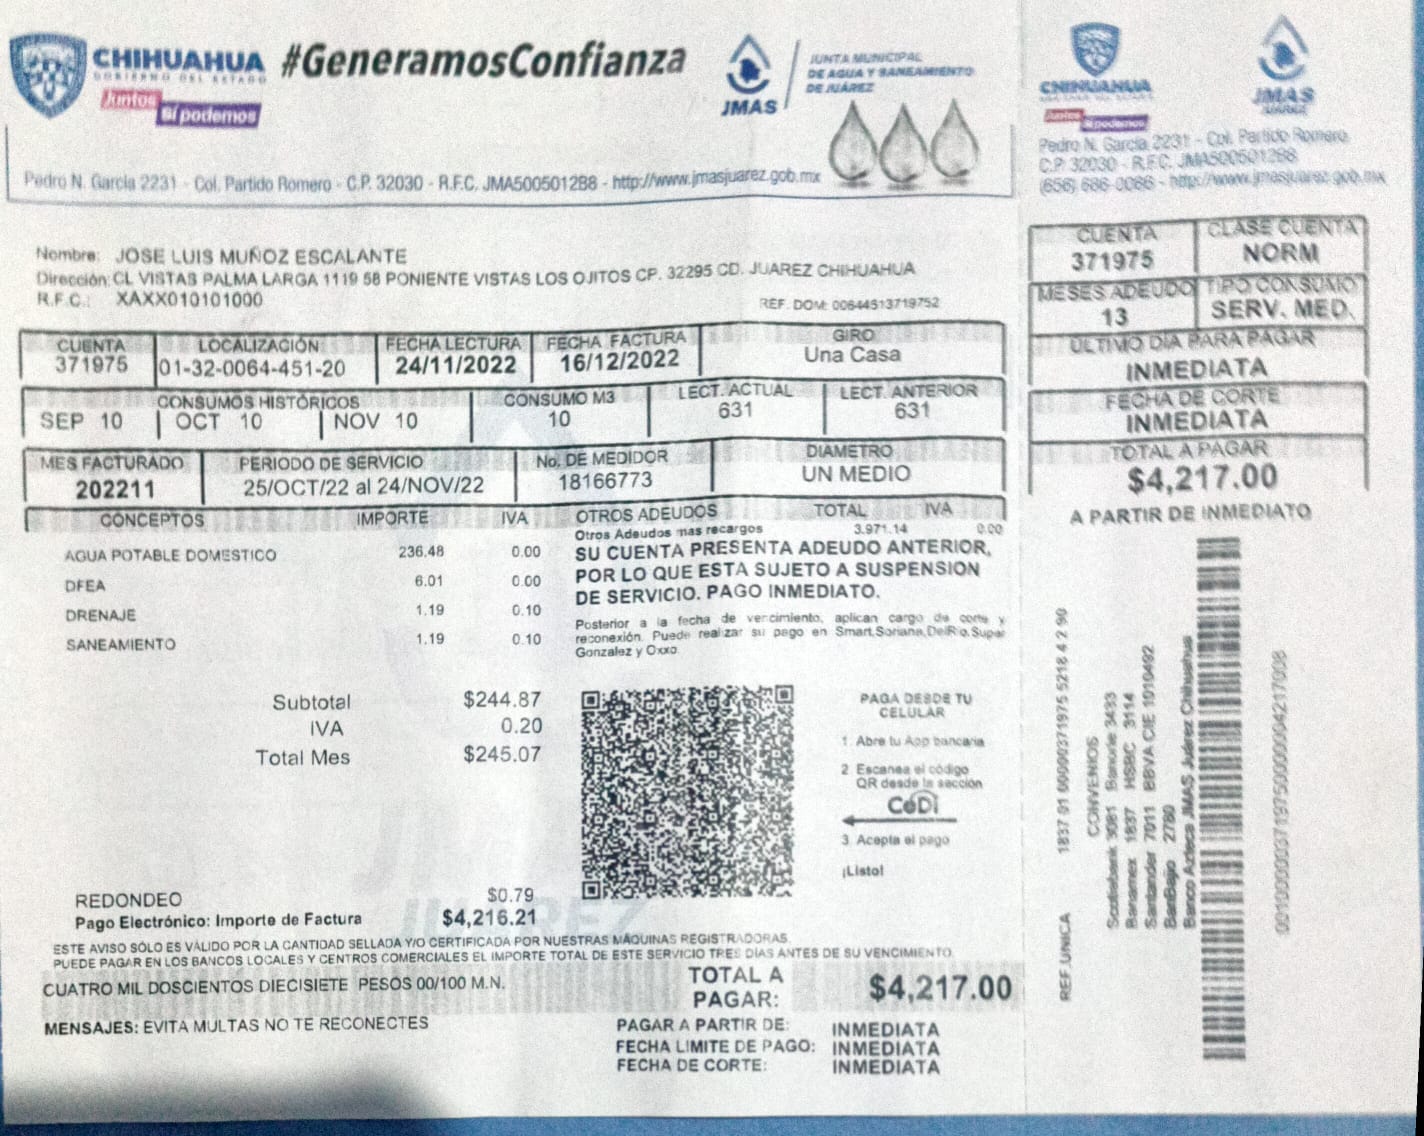 CHIHUAHUA
GOBIERNO DEL ESTADO
Juntos
Sí podemos
#GeneramosConfianza
JMAS
JUNTA MUNICIPAL
DE AGUA Y SANEAMIENTO
DE JUÁREZ
Pedro N. García 2231 - Col. Partido Romero - C.P. 32030 - R.F.C. JMA5005012B8 - http://www.jmasjuarez.gob.mx
Nombre: JOSE LUIS MUÑOZ ESCALANTE
Dirección: CL VISTAS PALMA LARGA 1119 58 PONIENTE VISTAS LOS OJITOS CP. 32295 CD. JUAREZ CHIHUAHUA
R.F.C.: XAXX010101000
REF. DOM: 00644513719752
CUENTA LOCALIZACIÓN FECHA LECTURA FECHA FACTURA GIRO
371975 01-32-0064-451-20 24/11/2022 16/12/2022 Una Casa
CONSUMOS HISTÓRICOS CONSUMO M3 LECT. ACTUAL LECT. ANTERIOR
SEP 10 OCT 10 NOV 10 10 631 631
MES FACTURADO PERIODO DE SERVICIO No. DE MEDIDOR DIAMETRO
202211 25/OCT/22 al 24/NOV/22 18166773 UN MEDIO
CONCEPTOS IMPORTE IVA OTROS ADEUDOS TOTAL IVA
Otros Adeudos mas recargos 3,971.14 0.00
AGUA POTABLE DOMESTICO 236.48 0.00
DFEA 6.01 0.00
DRENAJE 1.19 0.10
SANEAMIENTO 1.19 0.10
SU CUENTA PRESENTA ADEUDO ANTERIOR,
POR LO QUE ESTA SUJETO A SUSPENSION
DE SERVICIO. PAGO INMEDIATO.
Posterior a la fecha de vencimiento, aplican cargo de corte y
reconexión. Puede realizar su pago en Smart,Soriana,DelRio,Super
Gonzalez y Oxxo.
Subtotal $244.87
IVA 0.20
Total Mes $245.07
PAGA DESDE TU
CELULAR
1. Abre tu App bancaria
2. Escanea el código
QR desde la sección
CoDi
3. Acepta el pago
¡Listo!
REDONDEO $0.79
Pago Electrónico: Importe de Factura $4,216.21
ESTE AVISO SÓLO ES VÁLIDO POR LA CANTIDAD SELLADA Y/O CERTIFICADA POR NUESTRAS MÁQUINAS REGISTRADORAS.
PUEDE PAGAR EN LOS BANCOS LOCALES Y CENTROS COMERCIALES EL IMPORTE TOTAL DE ESTE SERVICIO TRES DÍAS ANTES DE SU VENCIMIENTO.
CUATRO MIL DOSCIENTOS DIECISIETE PESOS 00/100 M.N.
TOTAL A
PAGAR: $4,217.00
MENSAJES: EVITA MULTAS NO TE RECONECTES
PAGAR A PARTIR DE: INMEDIATA
FECHA LIMITE DE PAGO: INMEDIATA
FECHA DE CORTE: INMEDIATA
CHIHUAHUA
Juntos
Sí podemos
JMAS
JUÁREZ
Pedro N. García 2231 - Col. Partido Romero
C.P. 32030 - R.F.C. JMA5005012B8
(656) 686-0086 - http://www.jmasjuarez.gob.mx
CUENTA CLASE CUENTA
371975 NORM
MESES ADEUDO TIPO CONSUMO
13 SERV. MED.
ÚLTIMO DÍA PARA PAGAR
INMEDIATA
FECHA DE CORTE
INMEDIATA
TOTAL A PAGAR
$4,217.00
A PARTIR DE INMEDIATO
REF UNICA 1837 01 0000000371975 5218 4 2 90
CONVENIOS
Scotiabank 3081 Banorte 3433
Banamex 1837 HSBC 3114
Santander 7011 BBVA CIE 1010492
BanBajio 2780
Banco Azteca JMAS Juárez Chihuahua